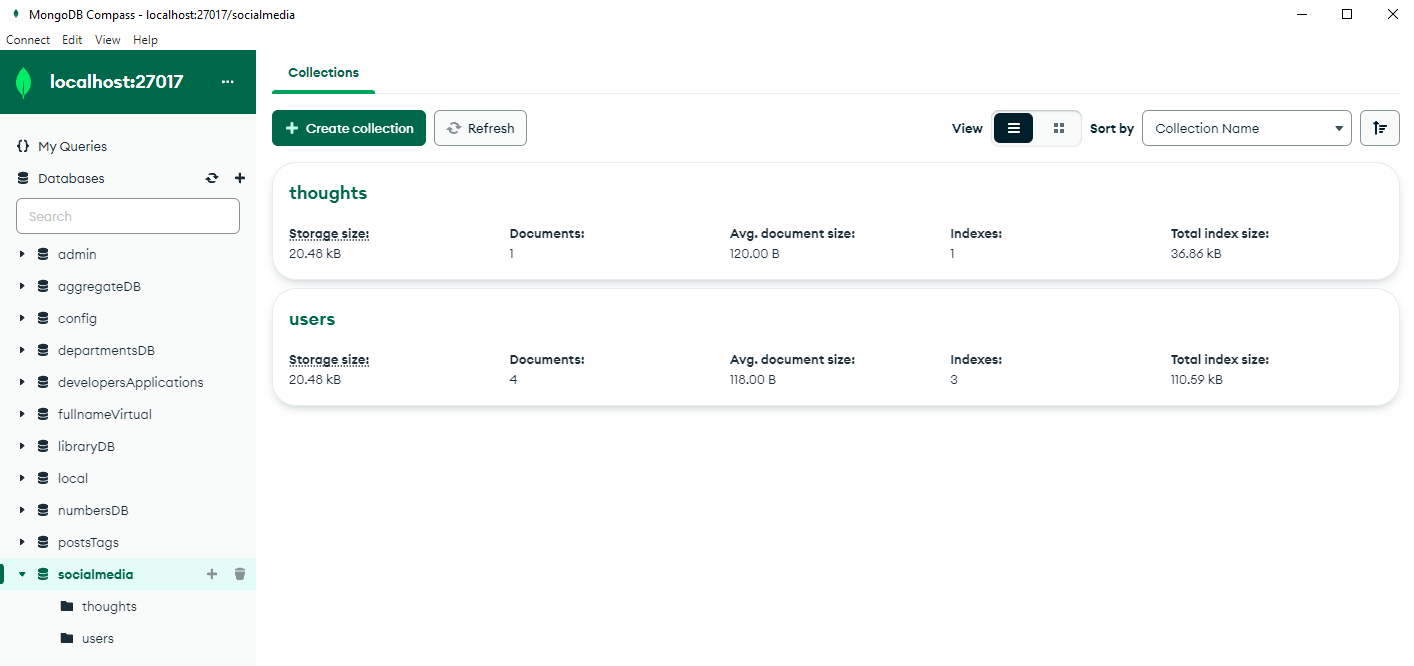 MongoDB Compass - localhost:27017/socialmedia
Connect Edit View Help
localhost:27017 ...
My Queries
Databases
Search
admin
aggregateDB
config
departmentsDB
developersApplications
fullnameVirtual
libraryDB
local
numbersDB
postsTags
socialmedia
thoughts
users
Collections
+ Create collection Refresh View Sort by Collection Name
thoughts
Storage size: Documents: Avg. document size: Indexes: Total index size:
20.48 kB 1 120.00 B 1 36.86 kB
users
Storage size: Documents: Avg. document size: Indexes: Total index size:
20.48 kB 4 118.00 B 3 110.59 kB